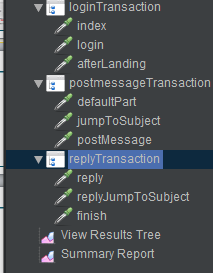 loginTransaction
index
login
afterLanding
postmessageTransaction
defaultPart
jumpToSubject
postMessage
replyTransaction
reply
replyJumpToSubject
finish
View Results Tree
Summary Report